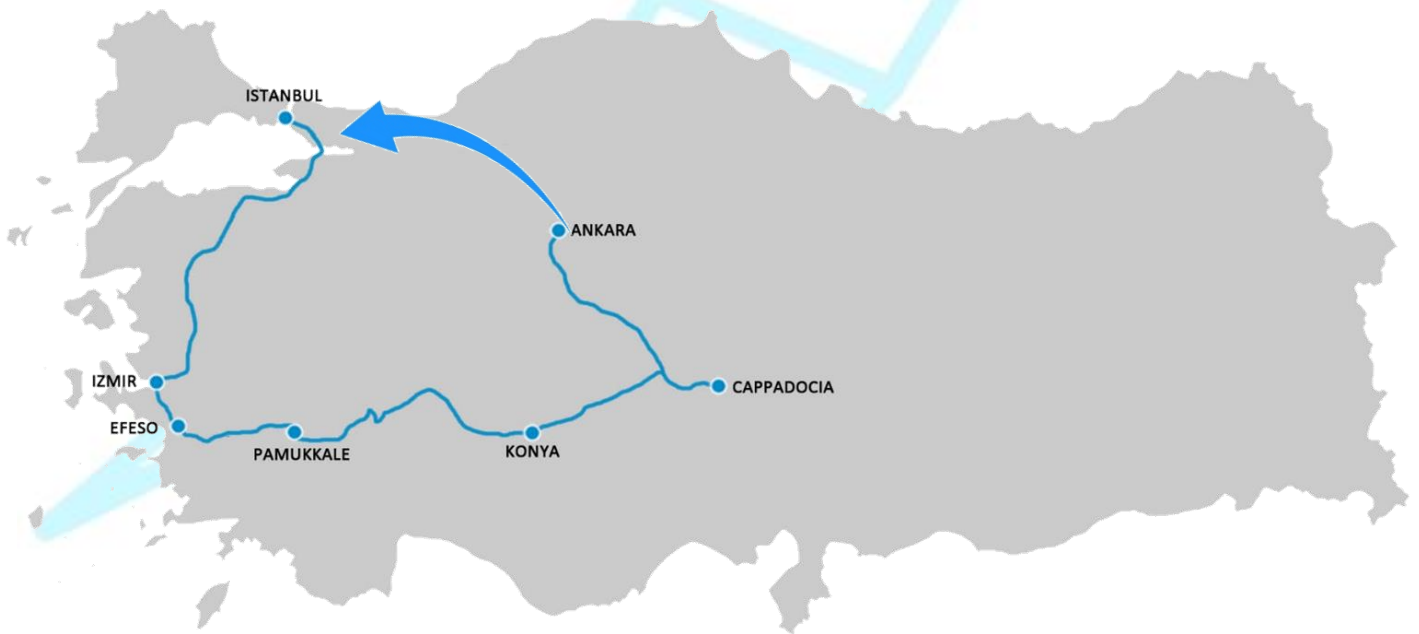 ISTANBUL
ANKARA
IZMIR
CAPPADOCIA
EFESO
PAMUKKALE
KONYA